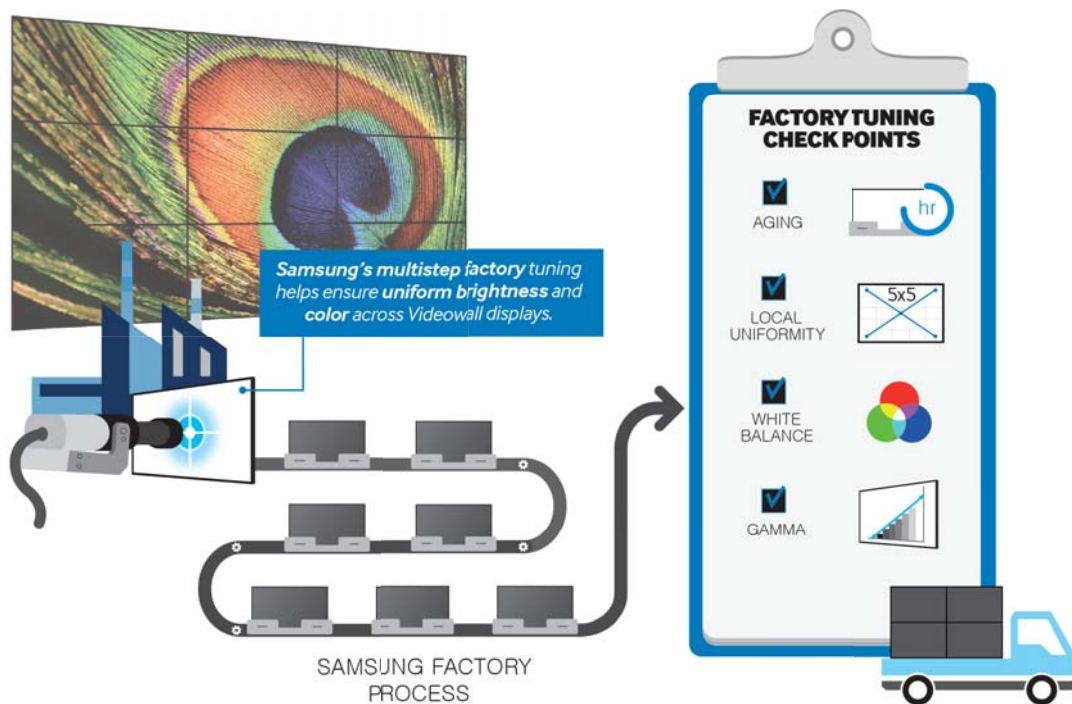 Samsung's multistep factory tuning
helps ensure uniform brightness and
color across Videowall displays.
SAMSUNG FACTORY
PROCESS
FACTORY TUNING
CHECK POINTS
AGING
hr
LOCAL
UNIFORMITY
5x5
WHITE
BALANCE
GAMMA